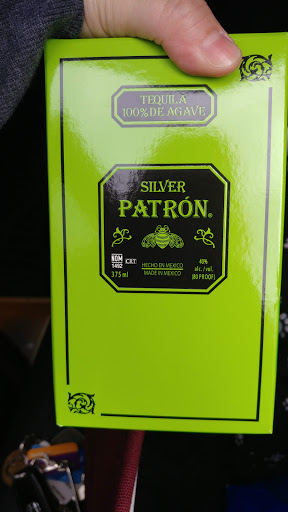 TEQUILA
100% DE AGAVE
SILVER
PATRÓN®
NOM
1492
CRT
375 ml
HECHO EN MEXICO
MADE IN MEXICO
40%
alc. / vol.
(80 PROOF)